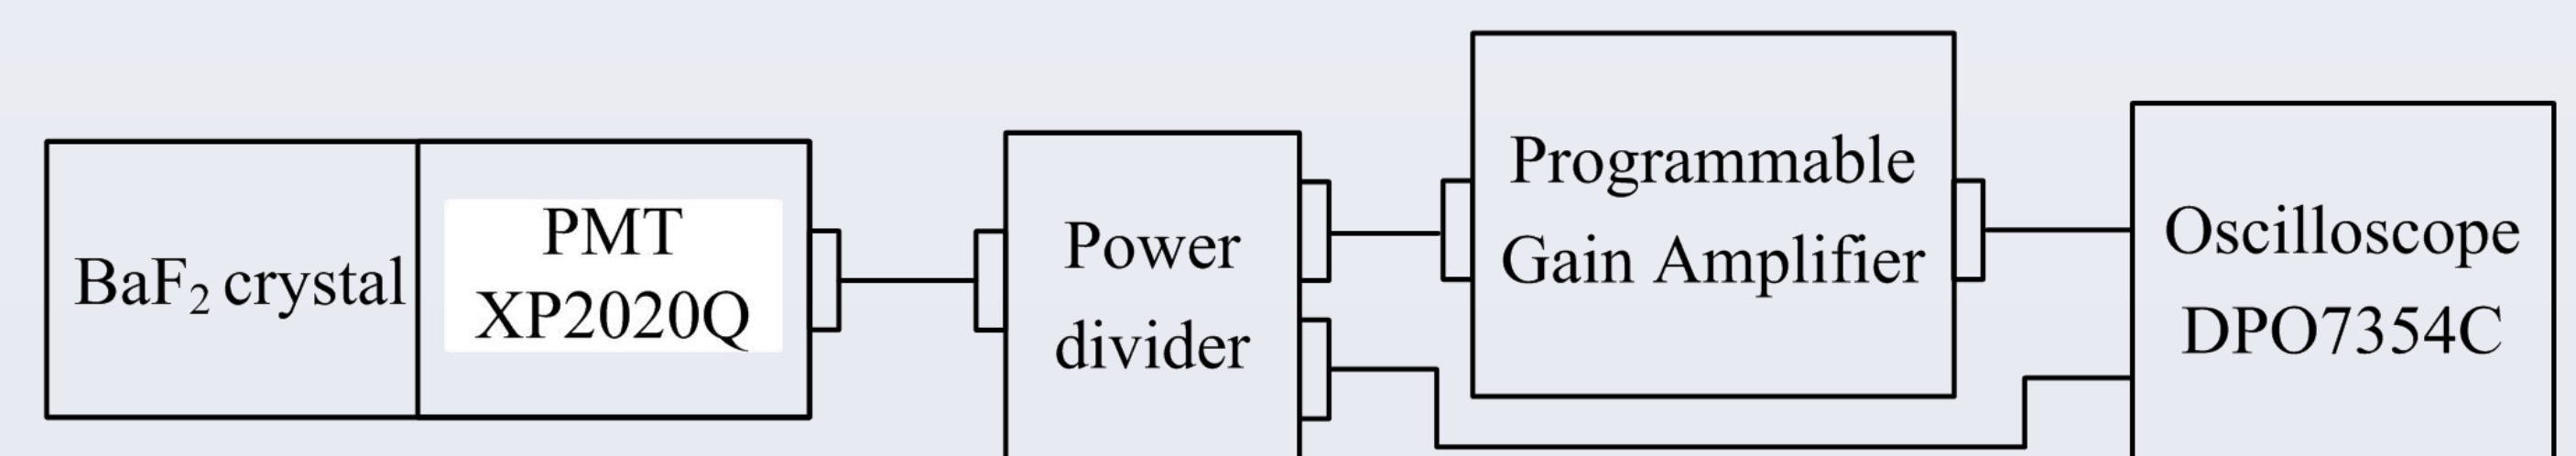 BaF₂ crystal
PMT
XP2020Q
Power
divider
Programmable
Gain Amplifier
Oscilloscope
DPO7354C